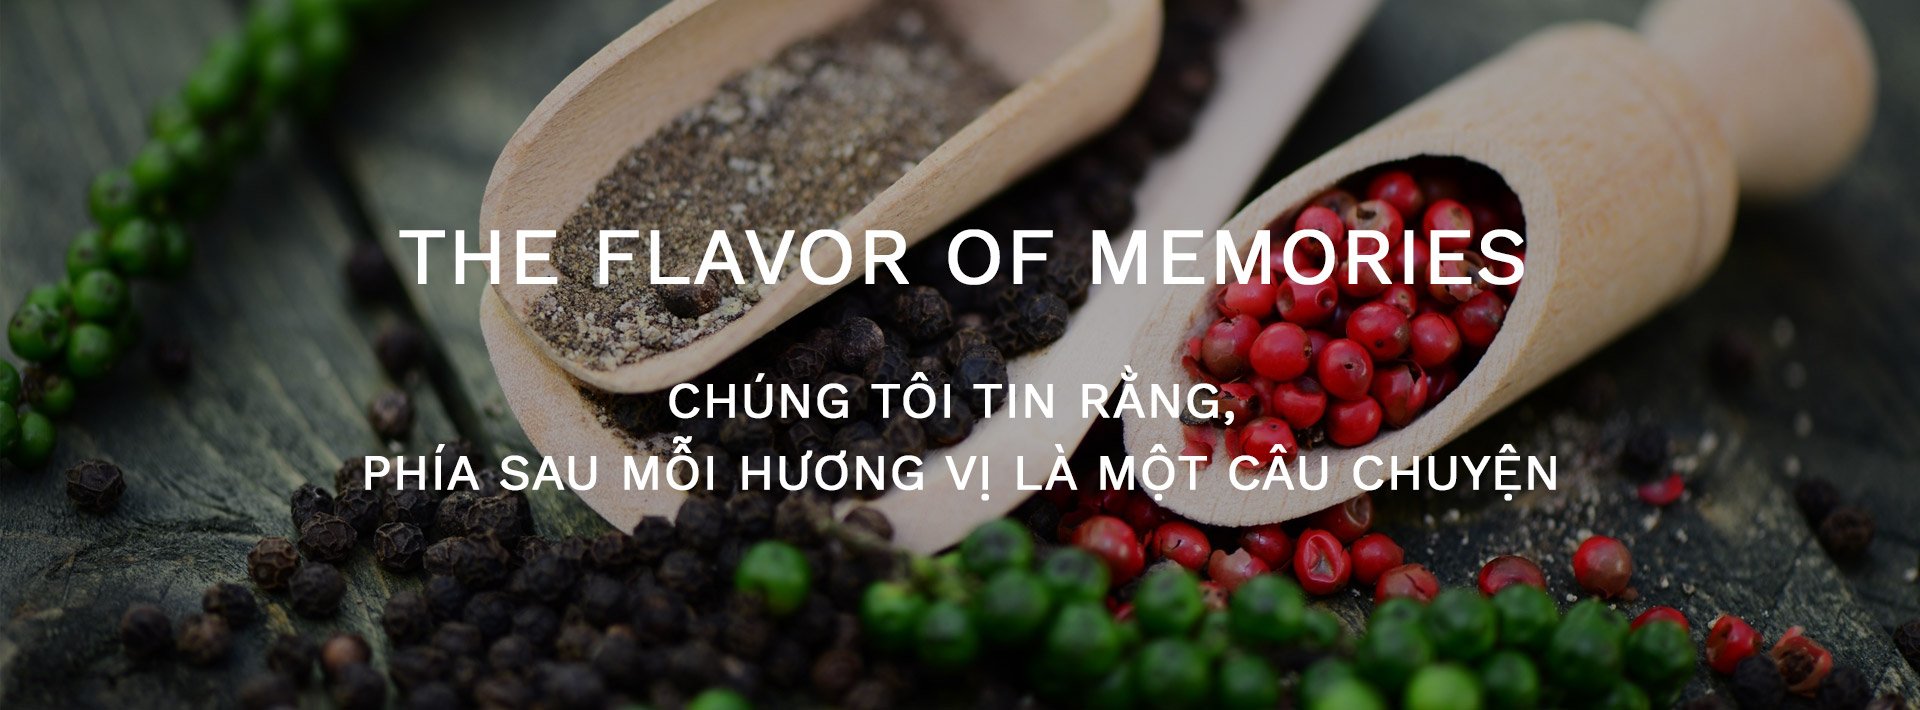 THE FLAVOR OF MEMORIES
CHÚNG TÔI TIN RẰNG,
PHÍA SAU MỖI HƯƠNG VỊ LÀ MỘT CÂU CHUYỆN